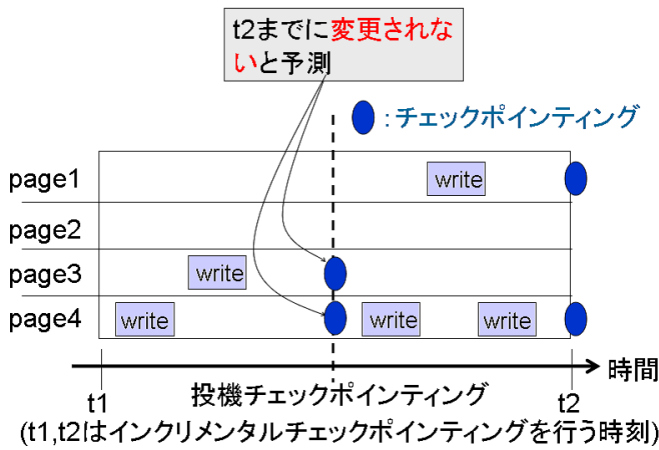 t2までに変更されな
いと予測
:チェックポインティング
page1
write
page2
page3
write
page4
write
write
write
時間
t1
投機チェックポインティング
t2
(t1,t2はインクリメンタルチェックポインティングを行う時刻)